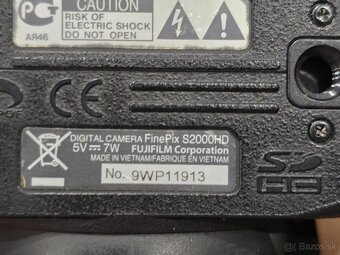 CAUTION
RISK OF
ELECTRIC SHOCK
DO NOT OPEN
AR46
DIGITAL CAMERA FinePix S2000HD
5V ⎓ 7W FUJIFILM Corporation
MADE IN VIETNAM/FABRIQUE EN VIETNAM
No. 9WP11913
SD
HC
bazos.sk